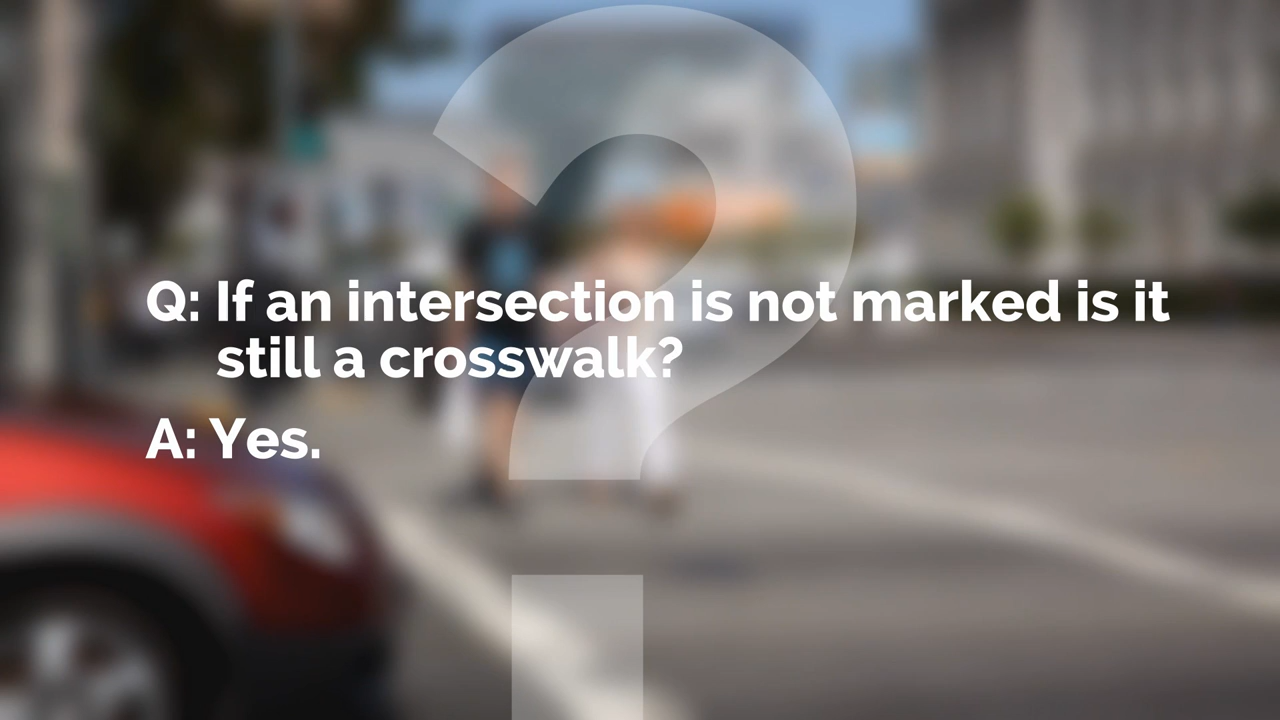 Q: If an intersection is not marked is it
still a crosswalk?
A: Yes.